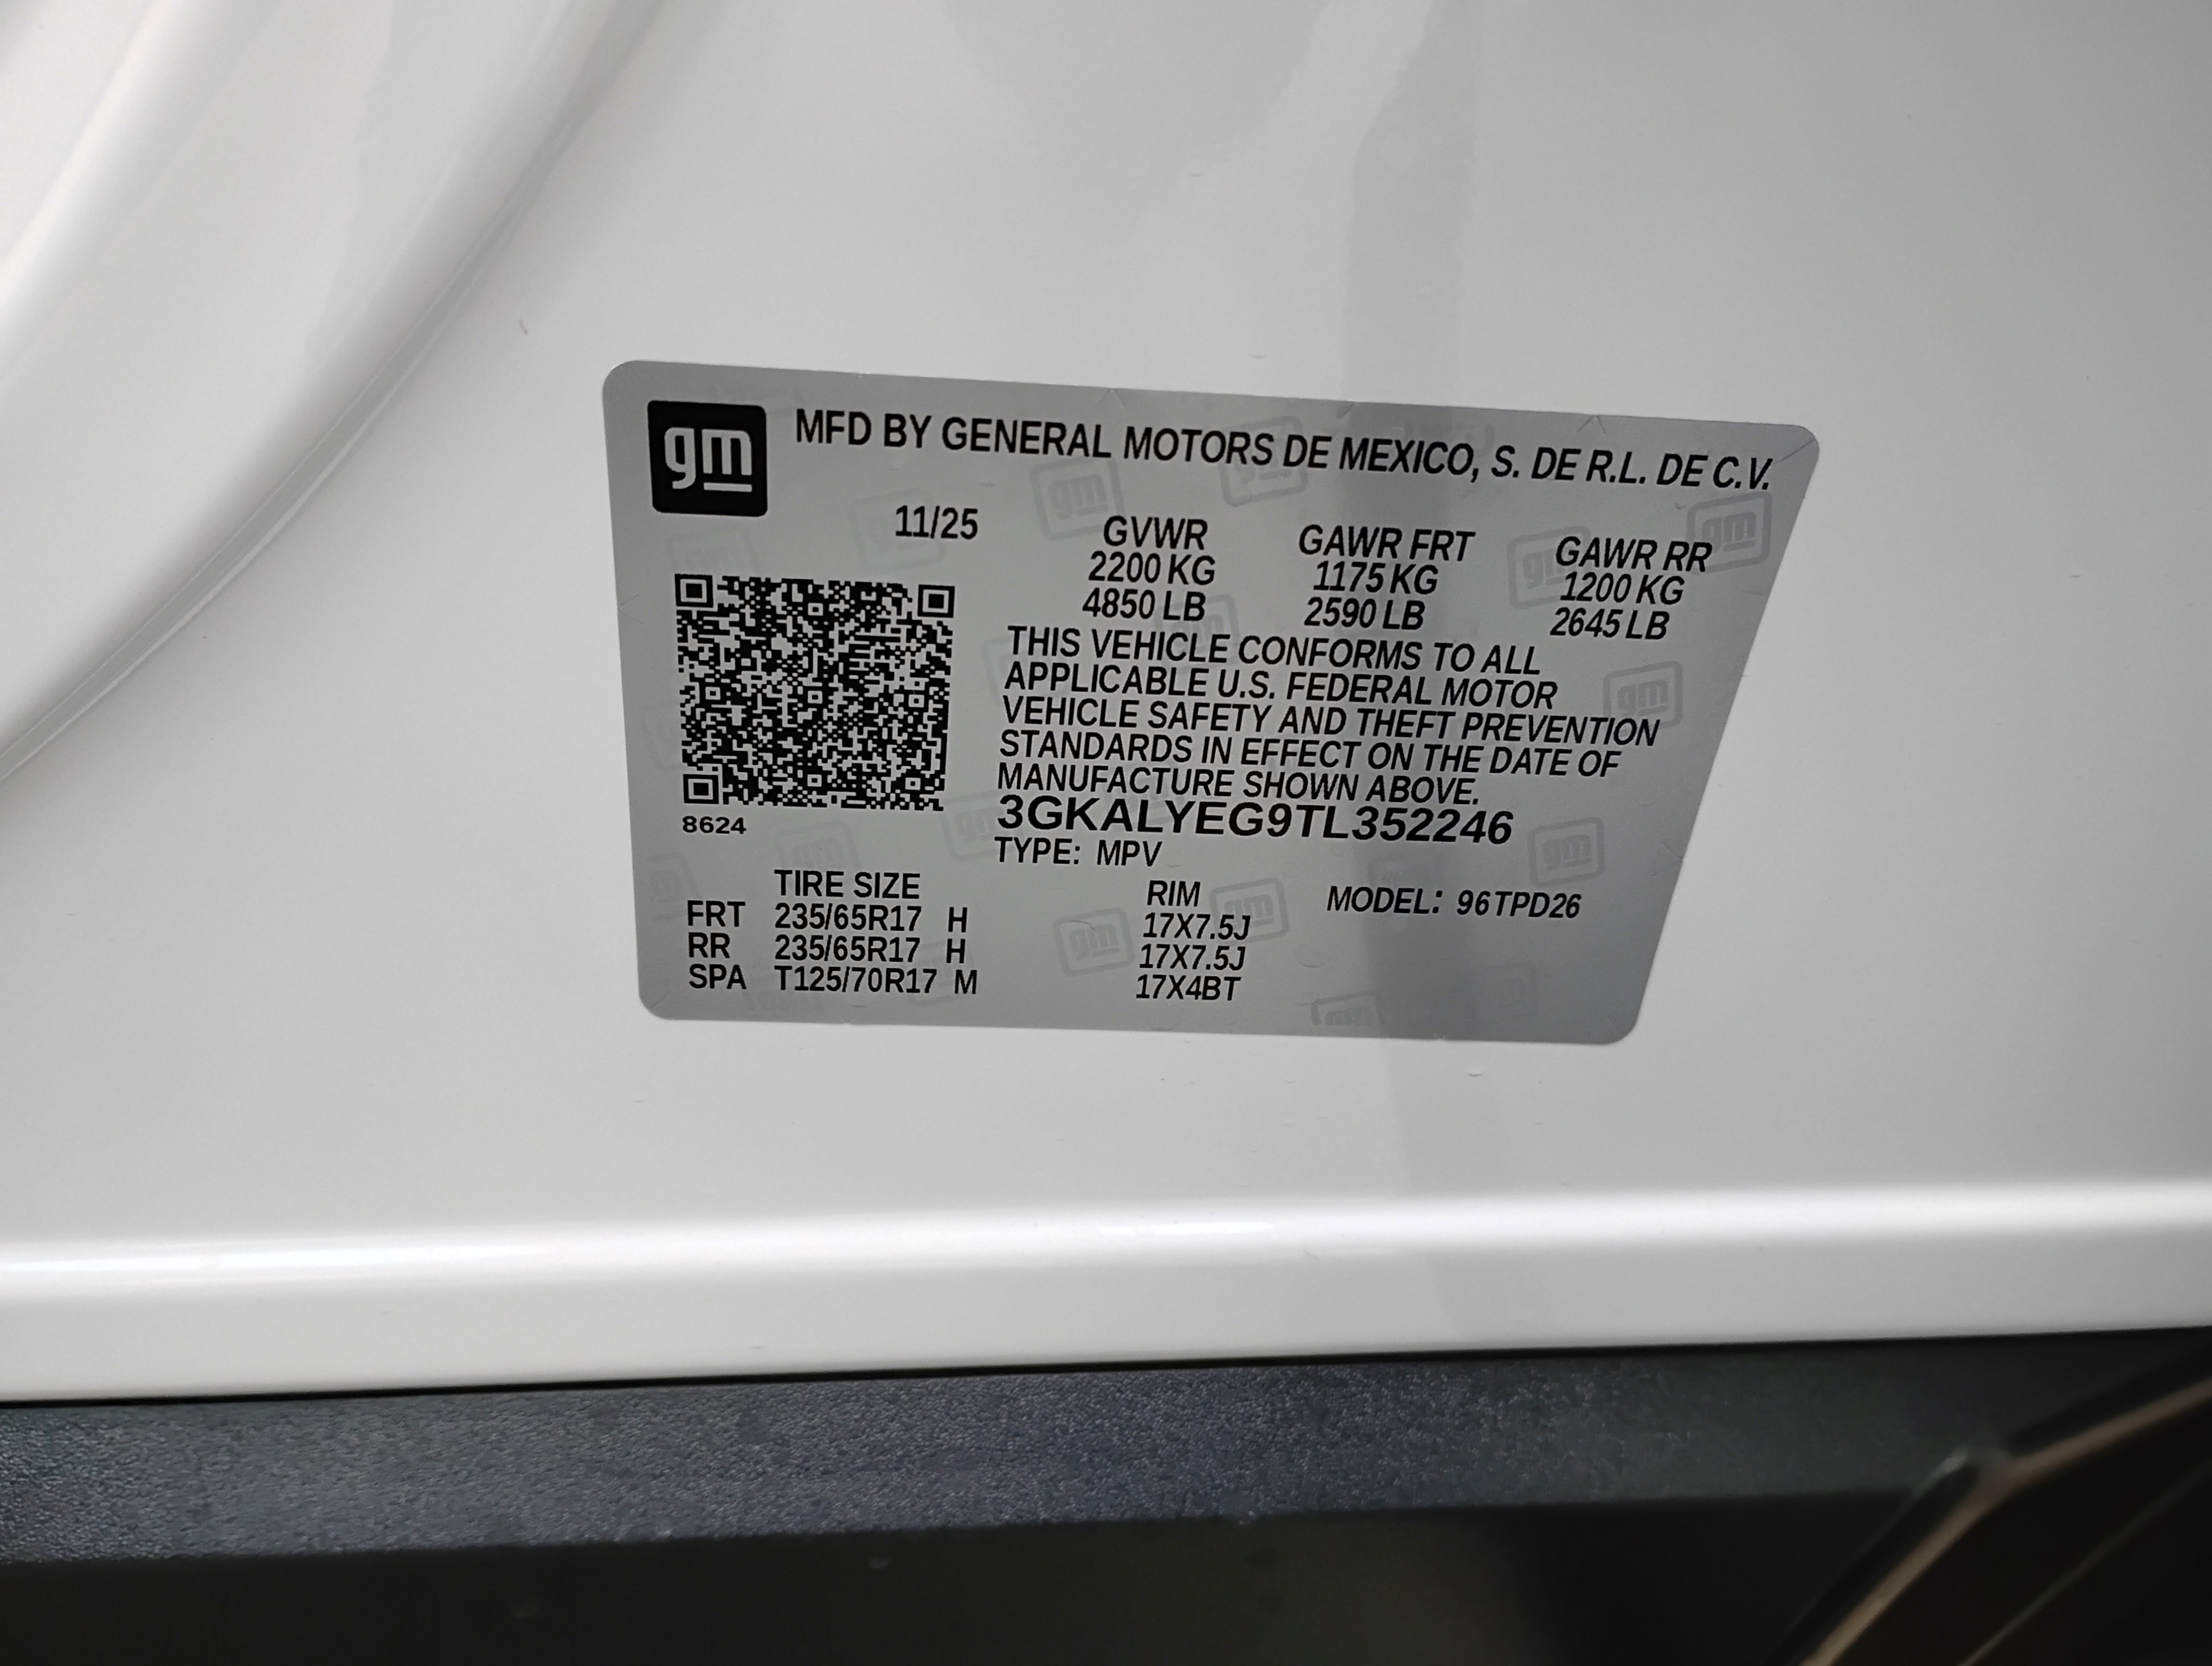 gm MFD BY GENERAL MOTORS DE MEXICO, S. DE R.L. DE C.V.
11/25 GVWR GAWR FRT GAWR RR
2200 KG 1175 KG 1200 KG
4850 LB 2590 LB 2645 LB
THIS VEHICLE CONFORMS TO ALL
APPLICABLE U.S. FEDERAL MOTOR
VEHICLE SAFETY AND THEFT PREVENTION
STANDARDS IN EFFECT ON THE DATE OF
MANUFACTURE SHOWN ABOVE.
3GKALYEG9TL352246
8624
TYPE: MPV
TIRE SIZE RIM MODEL: 96TPD26
FRT 235/65R17 H 17X7.5J
RR 235/65R17 H 17X7.5J
SPA T125/70R17 M 17X4BT